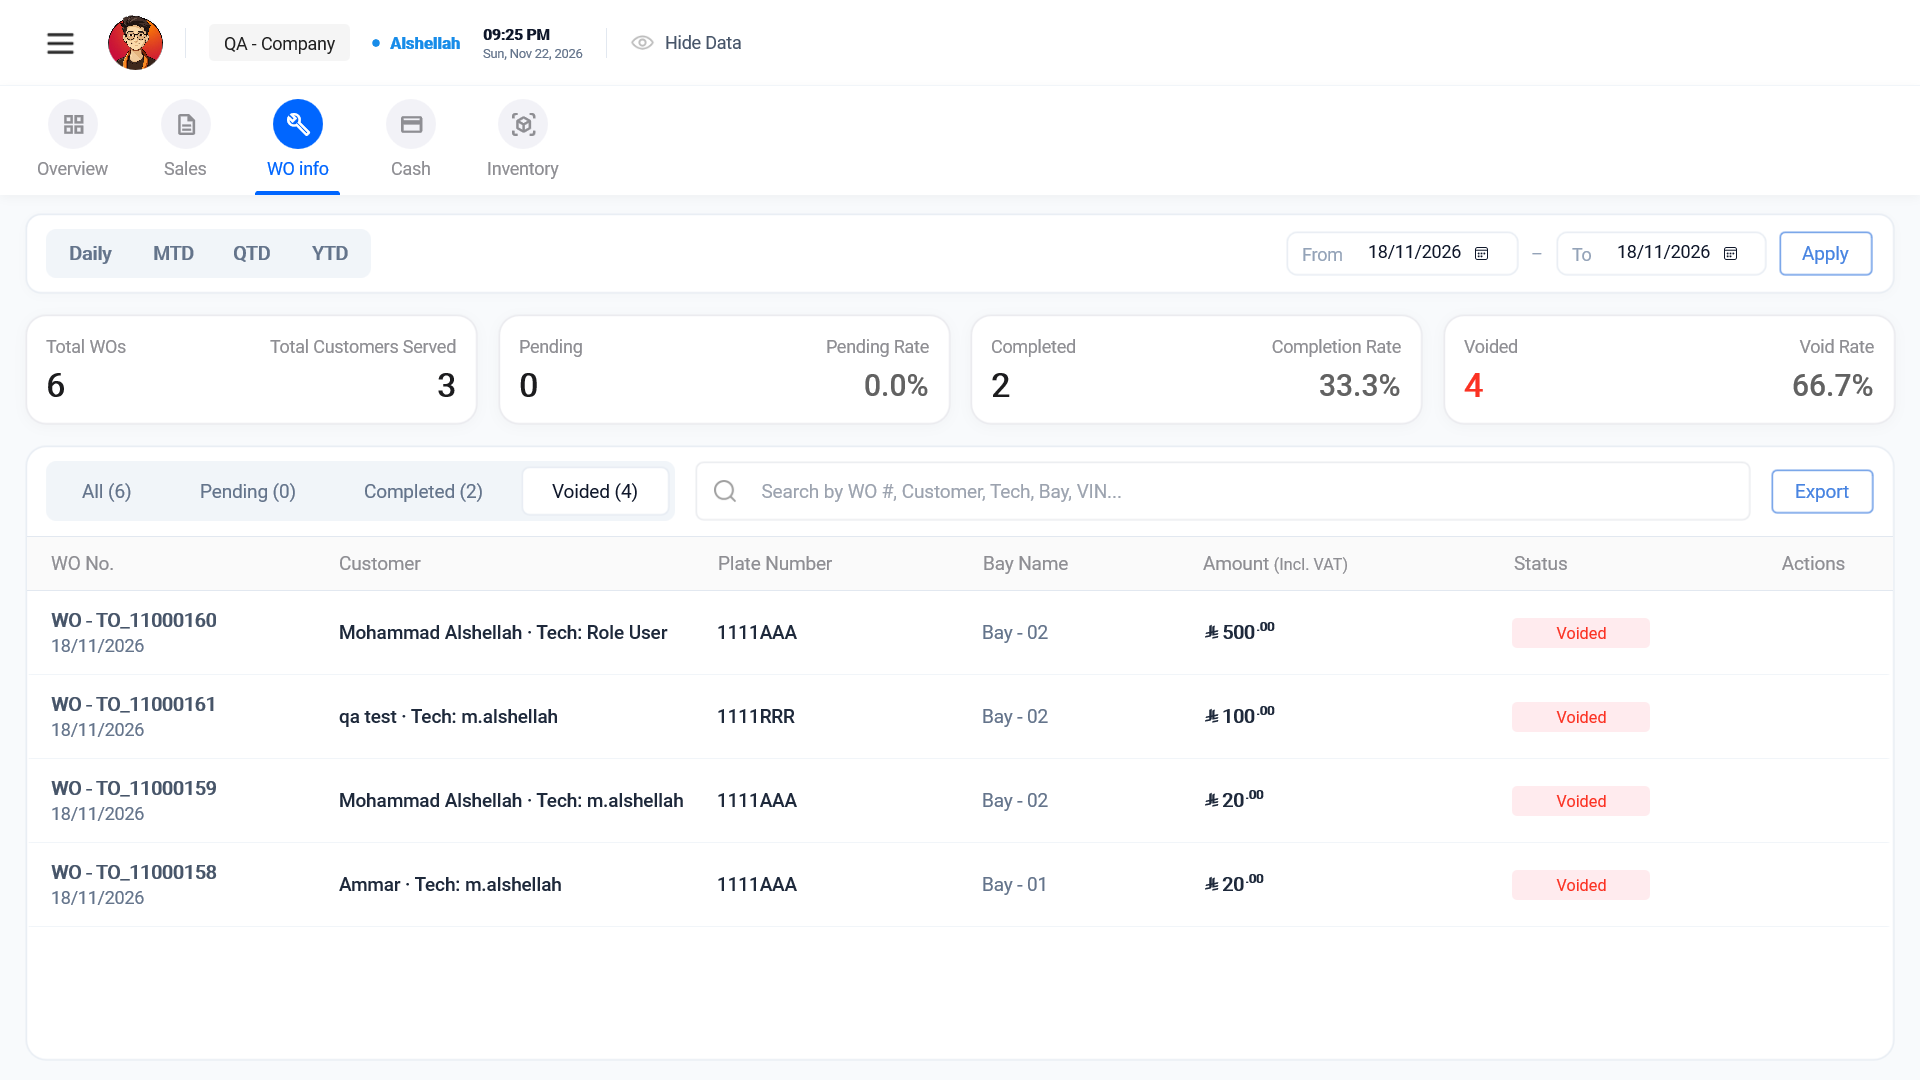 QA - Company
Alshellah
09:25 PM
Sun, Nov 22, 2026
Hide Data
Overview
Sales
WO info
Cash
Inventory
Daily MTD QTD YTD
From 18/11/2026 – To 18/11/2026 Apply
Total WOs Total Customers Served
6 3
Pending Pending Rate
0 0.0%
Completed Completion Rate
2 33.3%
Voided Void Rate
4 66.7%
All (6) Pending (0) Completed (2) Voided (4)
Search by WO #, Customer, Tech, Bay, VIN...
Export
WO No. Customer Plate Number Bay Name Amount (Incl. VAT) Status Actions
WO - TO_11000160
18/11/2026
Mohammad Alshellah · Tech: Role User 1111AAA Bay - 02 500.00 Voided
WO - TO_11000161
18/11/2026
qa test · Tech: m.alshellah 1111RRR Bay - 02 100.00 Voided
WO - TO_11000159
18/11/2026
Mohammad Alshellah · Tech: m.alshellah 1111AAA Bay - 02 20.00 Voided
WO - TO_11000158
18/11/2026
Ammar · Tech: m.alshellah 1111AAA Bay - 01 20.00 Voided